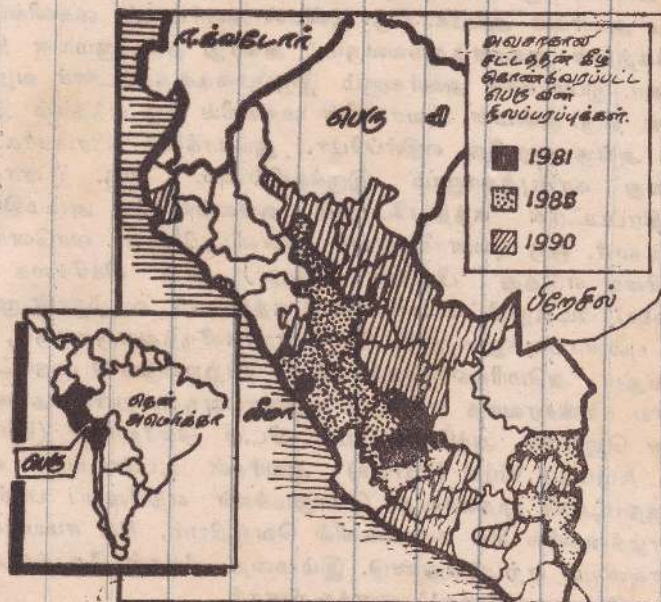 ஈக்வடோர்
பெரு
அவசரகால
சட்டத்தின் கீழ்
கொண்டுவரப்பட்ட
பெருவின்
நிலப்பரப்புக்கள்.
1981
1988
1990
பிறேசில்
லீமா
தென்
அமெரிக்கா
பெரு